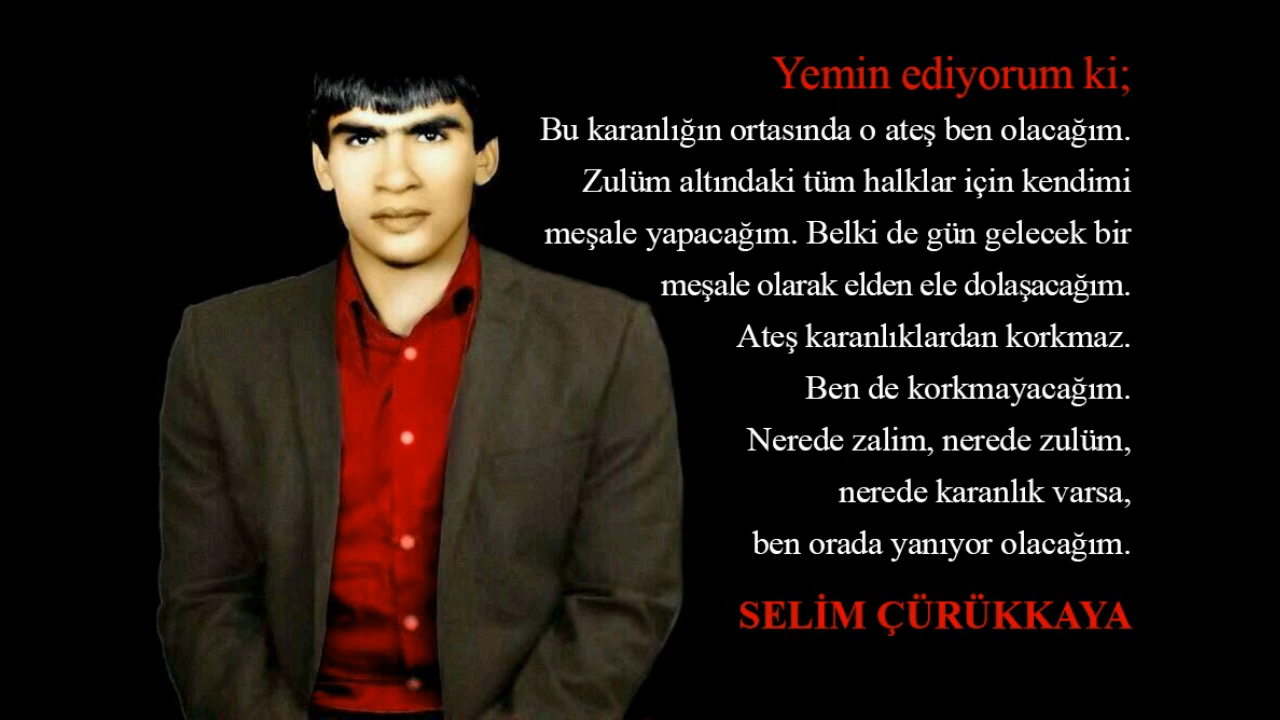 Yemin ediyorum ki;
Bu karanlığın ortasında o ateş ben olacağım.
Zulüm altındaki tüm halklar için kendimi
meşale yapacağım. Belki de gün gelecek bir
meşale olarak elden ele dolaşacağım.
Ateş karanlıklardan korkmaz.
Ben de korkmayacağım.
Nerede zalim, nerede zulüm,
nerede karanlık varsa,
ben orada yanıyor olacağım.
SELİM ÇÜRÜKKAYA